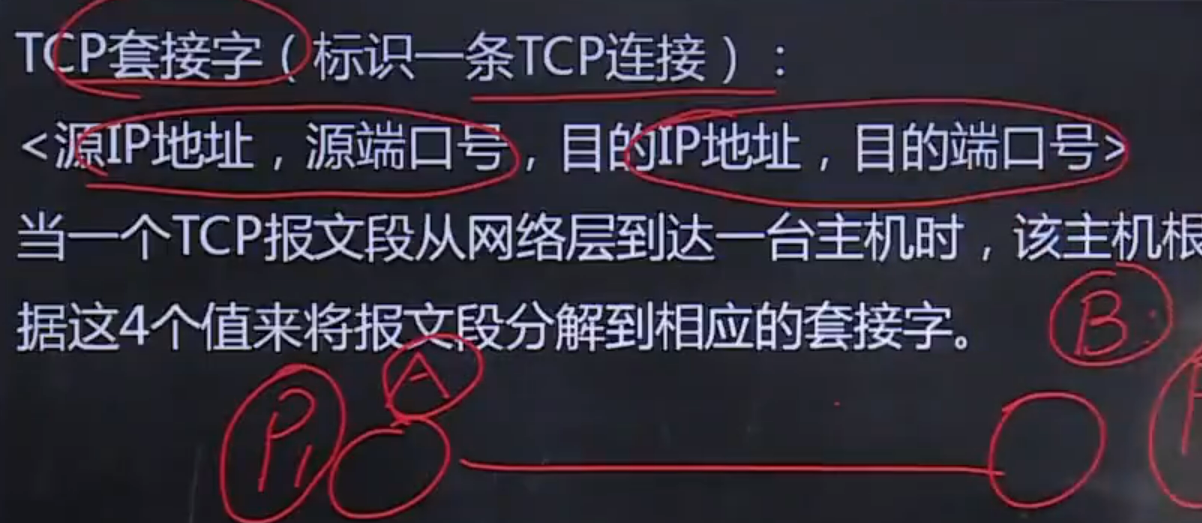 TCP套接字（标识一条TCP连接）：
<源IP地址，源端口号，目的IP地址，目的端口号>
当一个TCP报文段从网络层到达一台主机时，该主机根
据这4个值来将报文段分解到相应的套接字。
B
A
P1